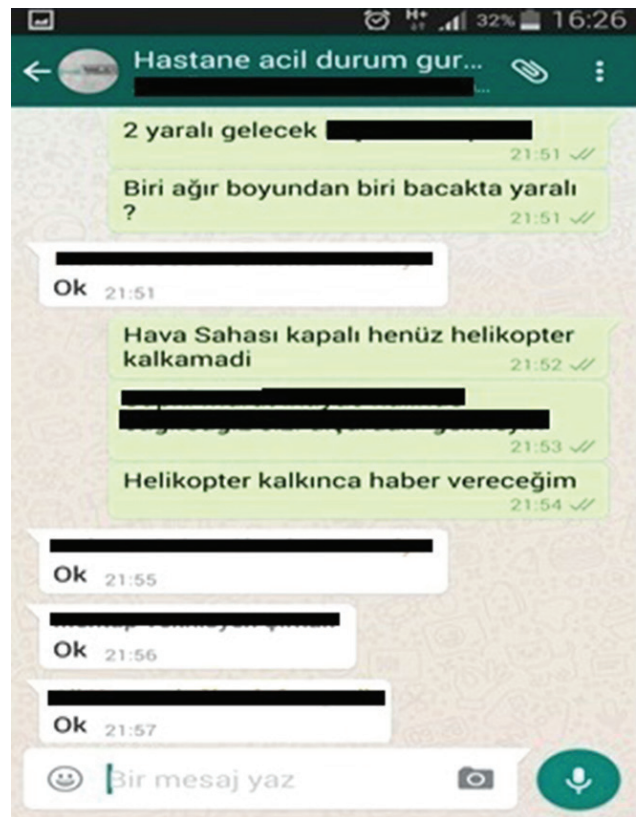 32% 16:26
Hastane acil durum gur...
2 yaralı gelecek
21:51
Biri ağır boyundan biri bacakta yaralı
?
21:51
Ok 21:51
Hava Sahası kapalı henüz helikopter
kalkamadi
21:52
21:53
Helikopter kalkınca haber vereceğim
21:54
Ok 21:55
Ok 21:56
Ok 21:57
Bir mesaj yaz